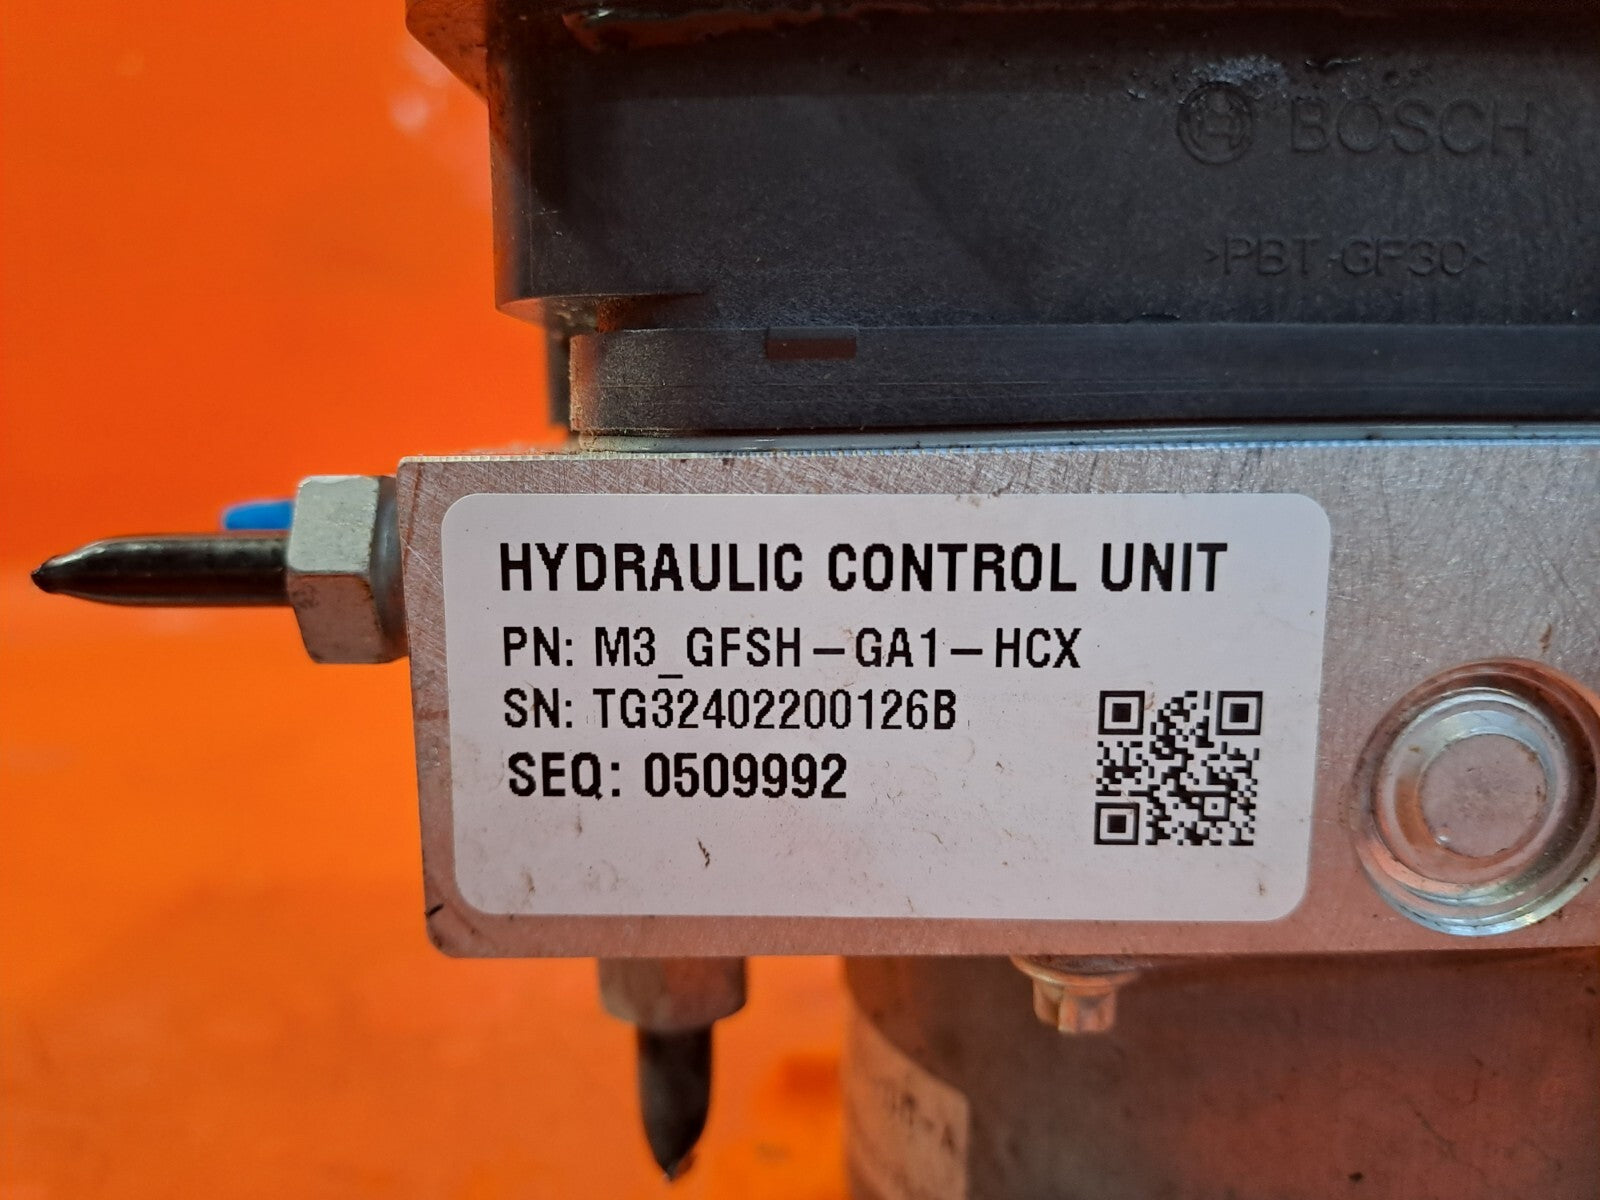 BOSCH
>PBT-GF30<
HYDRAULIC CONTROL UNIT
PN: M3_GFSH-GA1-HCX
SN: TG32402200126B
SEQ: 0509992